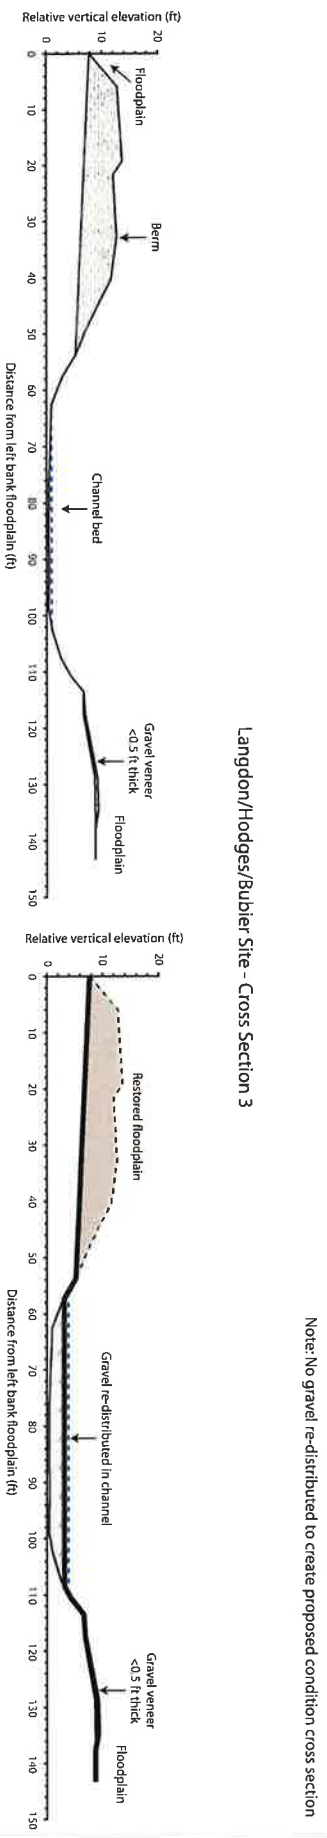 Note: No gravel re-distributed to create proposed condition cross section
Langdon/Hodges/Bubier Site - Cross Section 3
Relative vertical elevation (ft)
20
10
0
Floodplain
Berm
Channel bed
Gravel veneer
<0.5 ft thick
Floodplain
0 10 20 30 40 50 60 70 80 90 100 110 120 130 140 150
Distance from left bank floodplain (ft)
Relative vertical elevation (ft)
20
10
0
Restored floodplain
Gravel re-distributed in channel
Gravel veneer
<0.5 ft thick
Floodplain
0 10 20 30 40 50 60 70 80 90 100 110 120 130 140 150
Distance from left bank floodplain (ft)